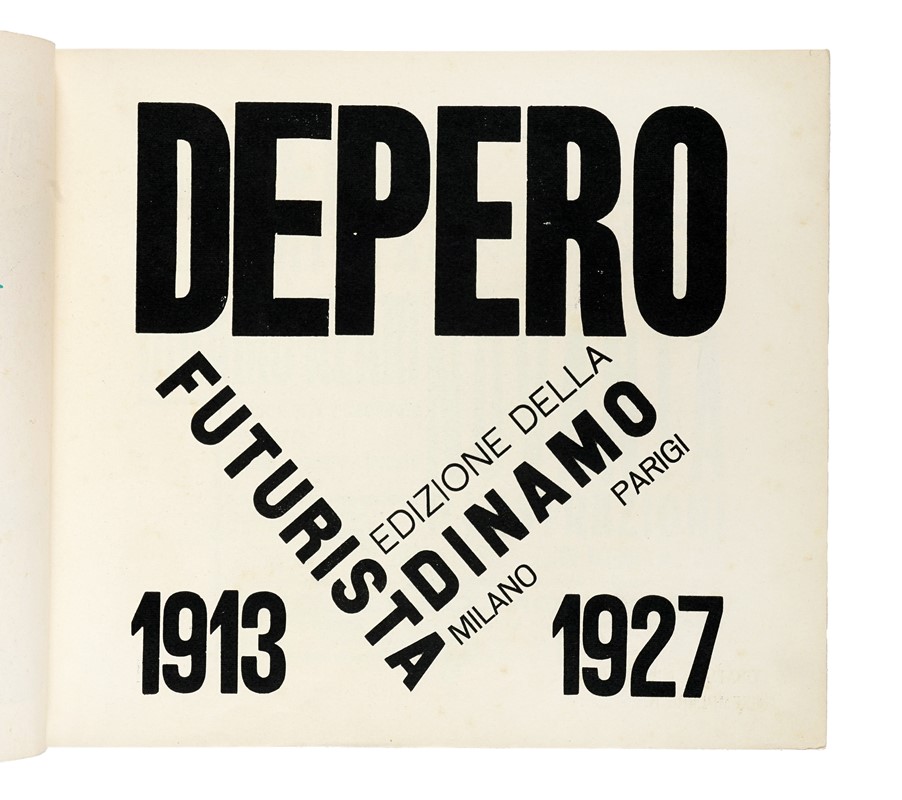 DEPERO
FUTURISTA
EDIZIONE DELLA
DINAMO
MILANO PARIGI
1913 1927